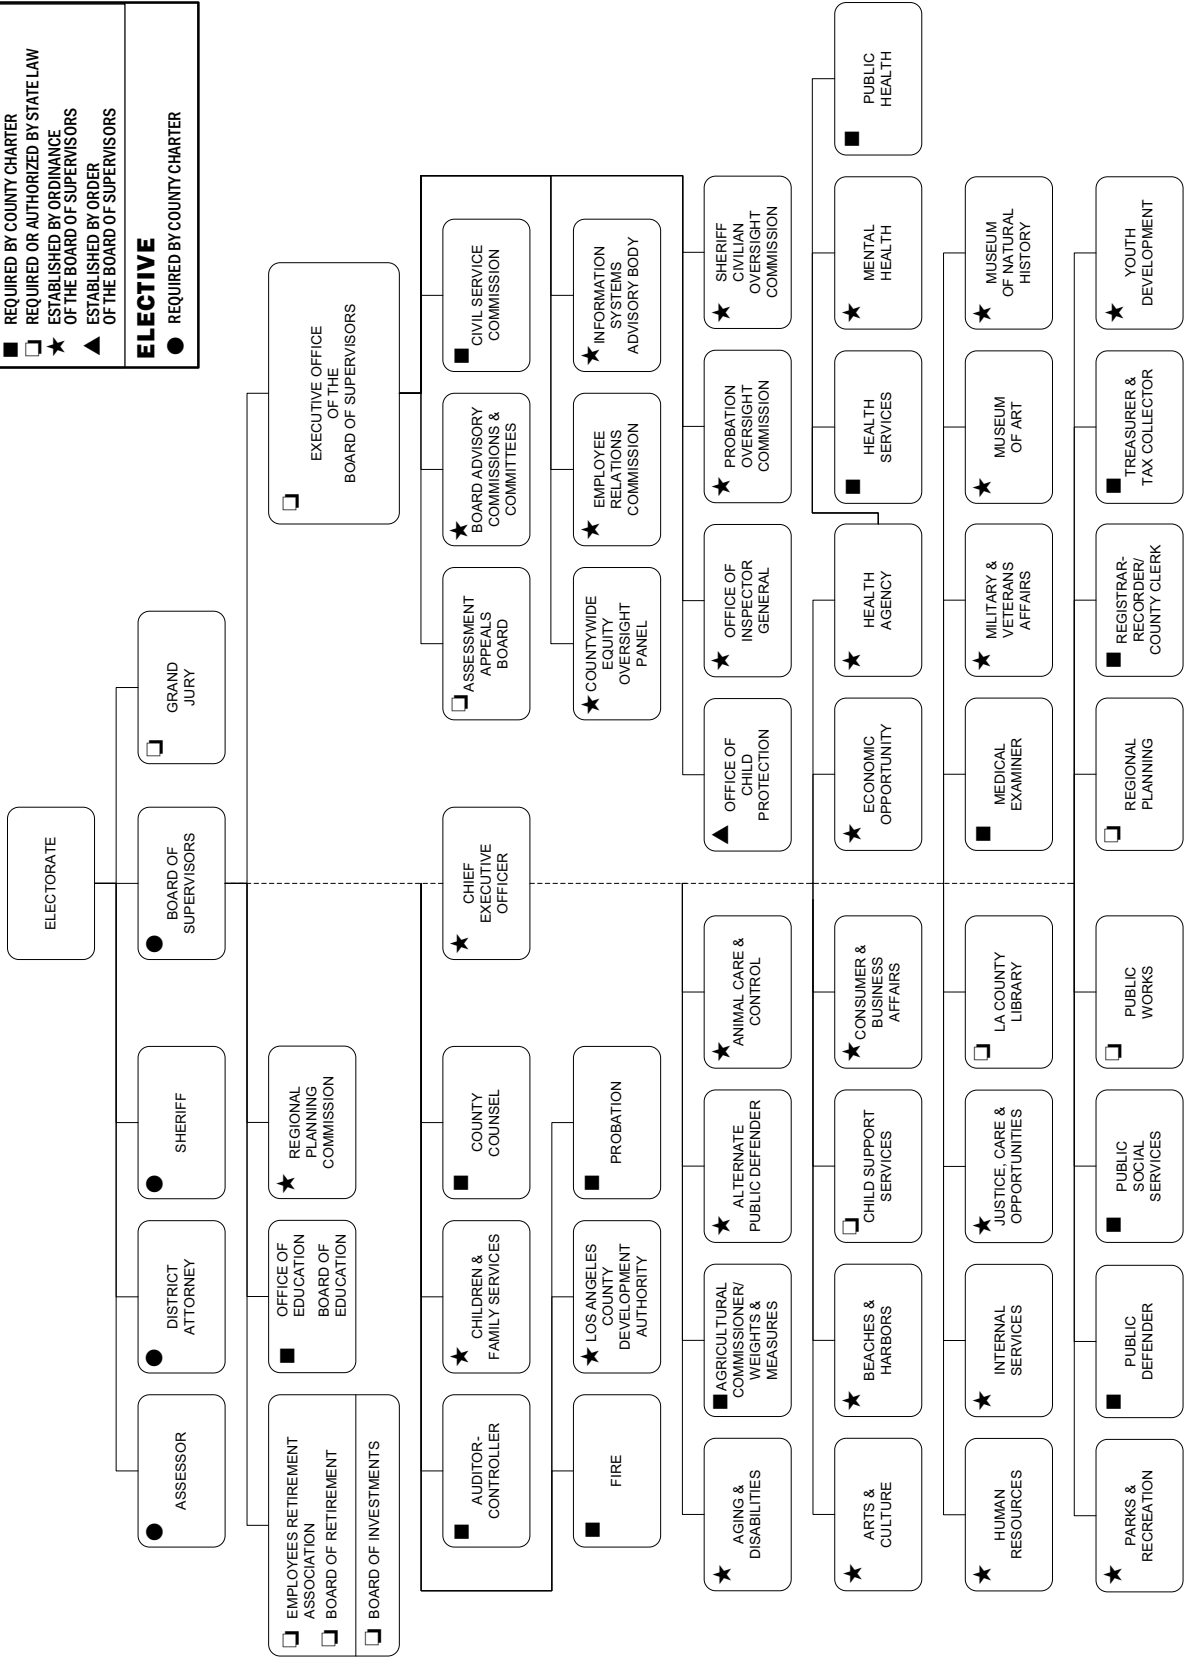 ■ REQUIRED BY COUNTY CHARTER
❏ REQUIRED OR AUTHORIZED BY STATE LAW
★ ESTABLISHED BY ORDINANCE
OF THE BOARD OF SUPERVISORS
▲ ESTABLISHED BY ORDER
OF THE BOARD OF SUPERVISORS
ELECTIVE
● REQUIRED BY COUNTY CHARTER
ELECTORATE
ASSESSOR
DISTRICT
ATTORNEY
SHERIFF
BOARD OF
SUPERVISORS
GRAND
JURY
EMPLOYEES RETIREMENT
ASSOCIATION
BOARD OF RETIREMENT
BOARD OF INVESTMENTS
OFFICE OF
EDUCATION
BOARD OF
EDUCATION
REGIONAL
PLANNING
COMMISSION
EXECUTIVE OFFICE
OF THE
BOARD OF SUPERVISORS
AUDITOR-
CONTROLLER
CHILDREN &
FAMILY SERVICES
COUNTY
COUNSEL
CHIEF
EXECUTIVE
OFFICER
ASSESSMENT
APPEALS
BOARD
BOARD ADVISORY
COMMISSIONS &
COMMITTEES
CIVIL SERVICE
COMMISSION
FIRE
LOS ANGELES
COUNTY
DEVELOPMENT
AUTHORITY
PROBATION
COUNTYWIDE
EQUITY
OVERSIGHT
PANEL
EMPLOYEE
RELATIONS
COMMISSION
INFORMATION
SYSTEMS
ADVISORY BODY
AGING &
DISABILITIES
AGRICULTURAL
COMMISSIONER/
WEIGHTS &
MEASURES
ALTERNATE
PUBLIC DEFENDER
ANIMAL CARE &
CONTROL
OFFICE OF
CHILD
PROTECTION
OFFICE OF
INSPECTOR
GENERAL
PROBATION
OVERSIGHT
COMMISSION
SHERIFF
CIVILIAN
OVERSIGHT
COMMISSION
ARTS &
CULTURE
BEACHES &
HARBORS
CHILD SUPPORT
SERVICES
CONSUMER &
BUSINESS
AFFAIRS
ECONOMIC
OPPORTUNITY
HEALTH
AGENCY
HEALTH
SERVICES
MENTAL
HEALTH
PUBLIC
HEALTH
HUMAN
RESOURCES
INTERNAL
SERVICES
JUSTICE, CARE &
OPPORTUNITIES
LA COUNTY
LIBRARY
MEDICAL
EXAMINER
MILITARY &
VETERANS
AFFAIRS
MUSEUM
OF ART
MUSEUM
OF NATURAL
HISTORY
PARKS &
RECREATION
PUBLIC
DEFENDER
PUBLIC
SOCIAL
SERVICES
PUBLIC
WORKS
REGIONAL
PLANNING
REGISTRAR-
RECORDER/
COUNTY CLERK
TREASURER &
TAX COLLECTOR
YOUTH
DEVELOPMENT